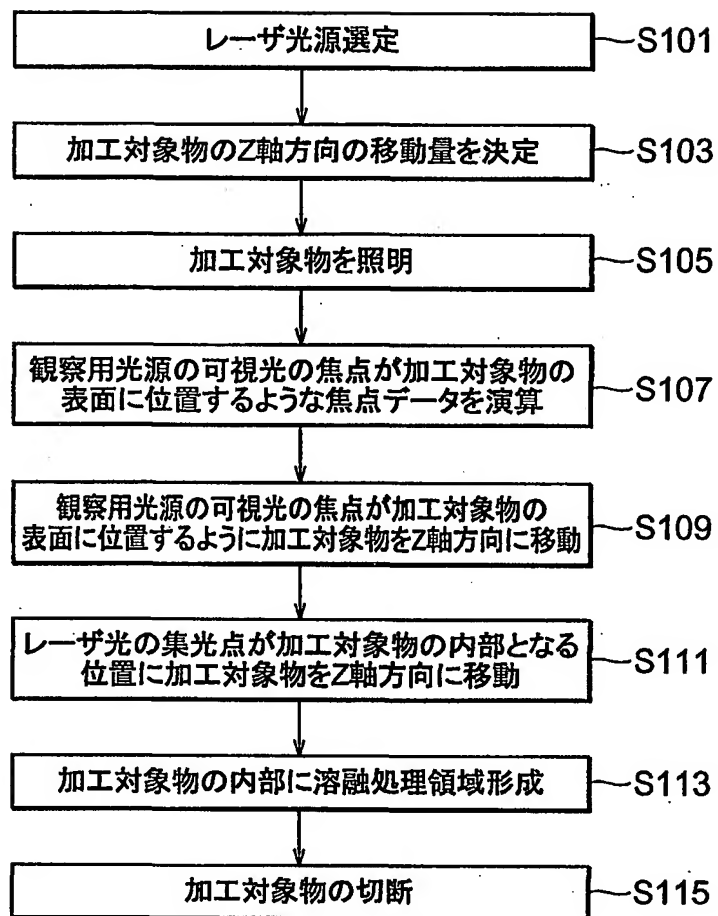 レーザ光源選定
S101
加工対象物のZ軸方向の移動量を決定
S103
加工対象物を照明
S105
観察用光源の可視光の焦点が加工対象物の
表面に位置するような焦点データを演算
S107
観察用光源の可視光の焦点が加工対象物の
表面に位置するように加工対象物をZ軸方向に移動
S109
レーザ光の集光点が加工対象物の内部となる
位置に加工対象物をZ軸方向に移動
S111
加工対象物の内部に溶融処理領域形成
S113
加工対象物の切断
S115